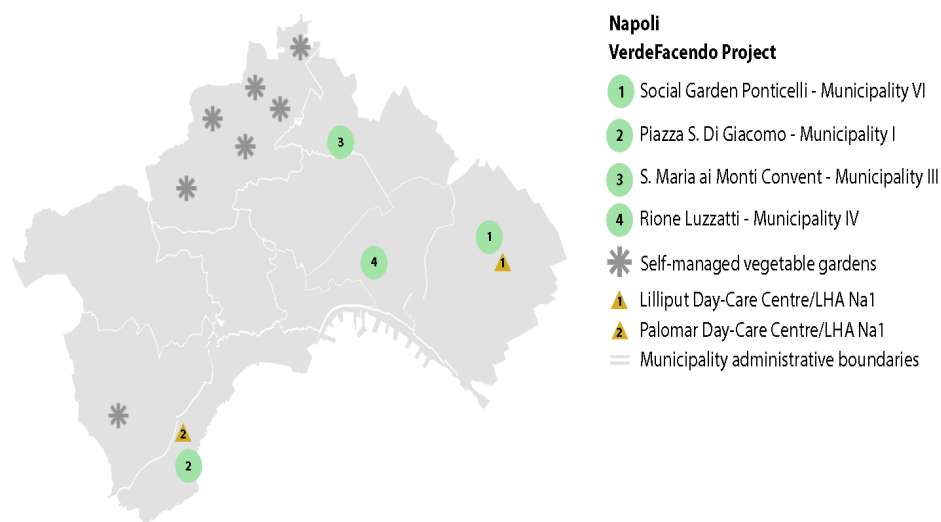 Napoli
VerdeFacendo Project
1 Social Garden Ponticelli - Municipality VI
2 Piazza S. Di Giacomo - Municipality I
3 S. Maria ai Monti Convent - Municipality III
4 Rione Luzzatti - Municipality IV
Self-managed vegetable gardens
1 Lilliput Day-Care Centre/LHA Na1
2 Palomar Day-Care Centre/LHA Na1
Municipality administrative boundaries
3
1
4
1
2
2